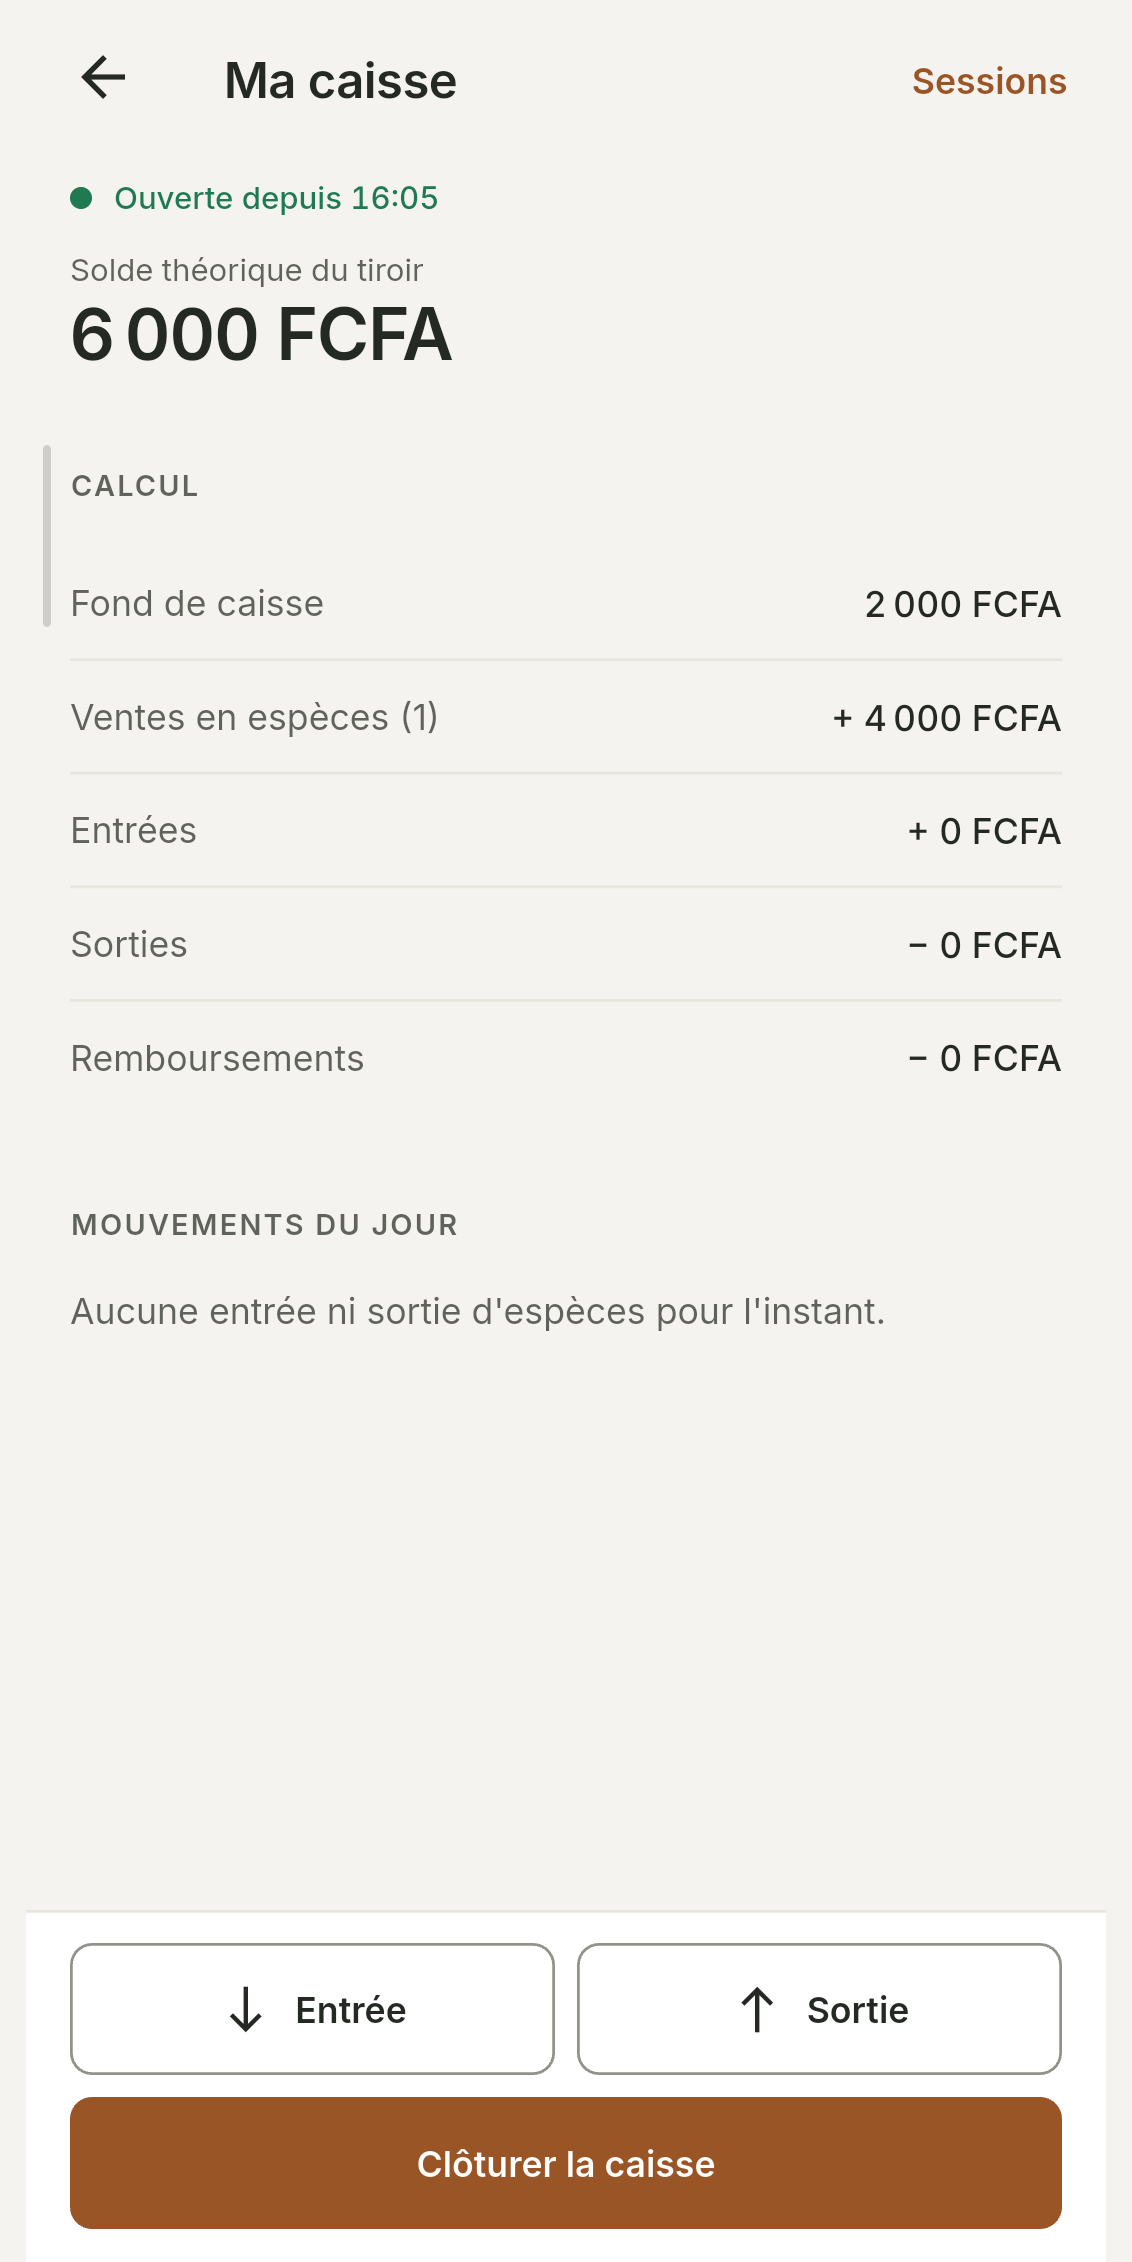 Ma caisse
Sessions
Ouverte depuis 16:05
Solde théorique du tiroir
6 000 FCFA
CALCUL
Fond de caisse 2 000 FCFA
Ventes en espèces (1) + 4 000 FCFA
Entrées + 0 FCFA
Sorties − 0 FCFA
Remboursements − 0 FCFA
MOUVEMENTS DU JOUR
Aucune entrée ni sortie d'espèces pour l'instant.
Entrée
Sortie
Clôturer la caisse